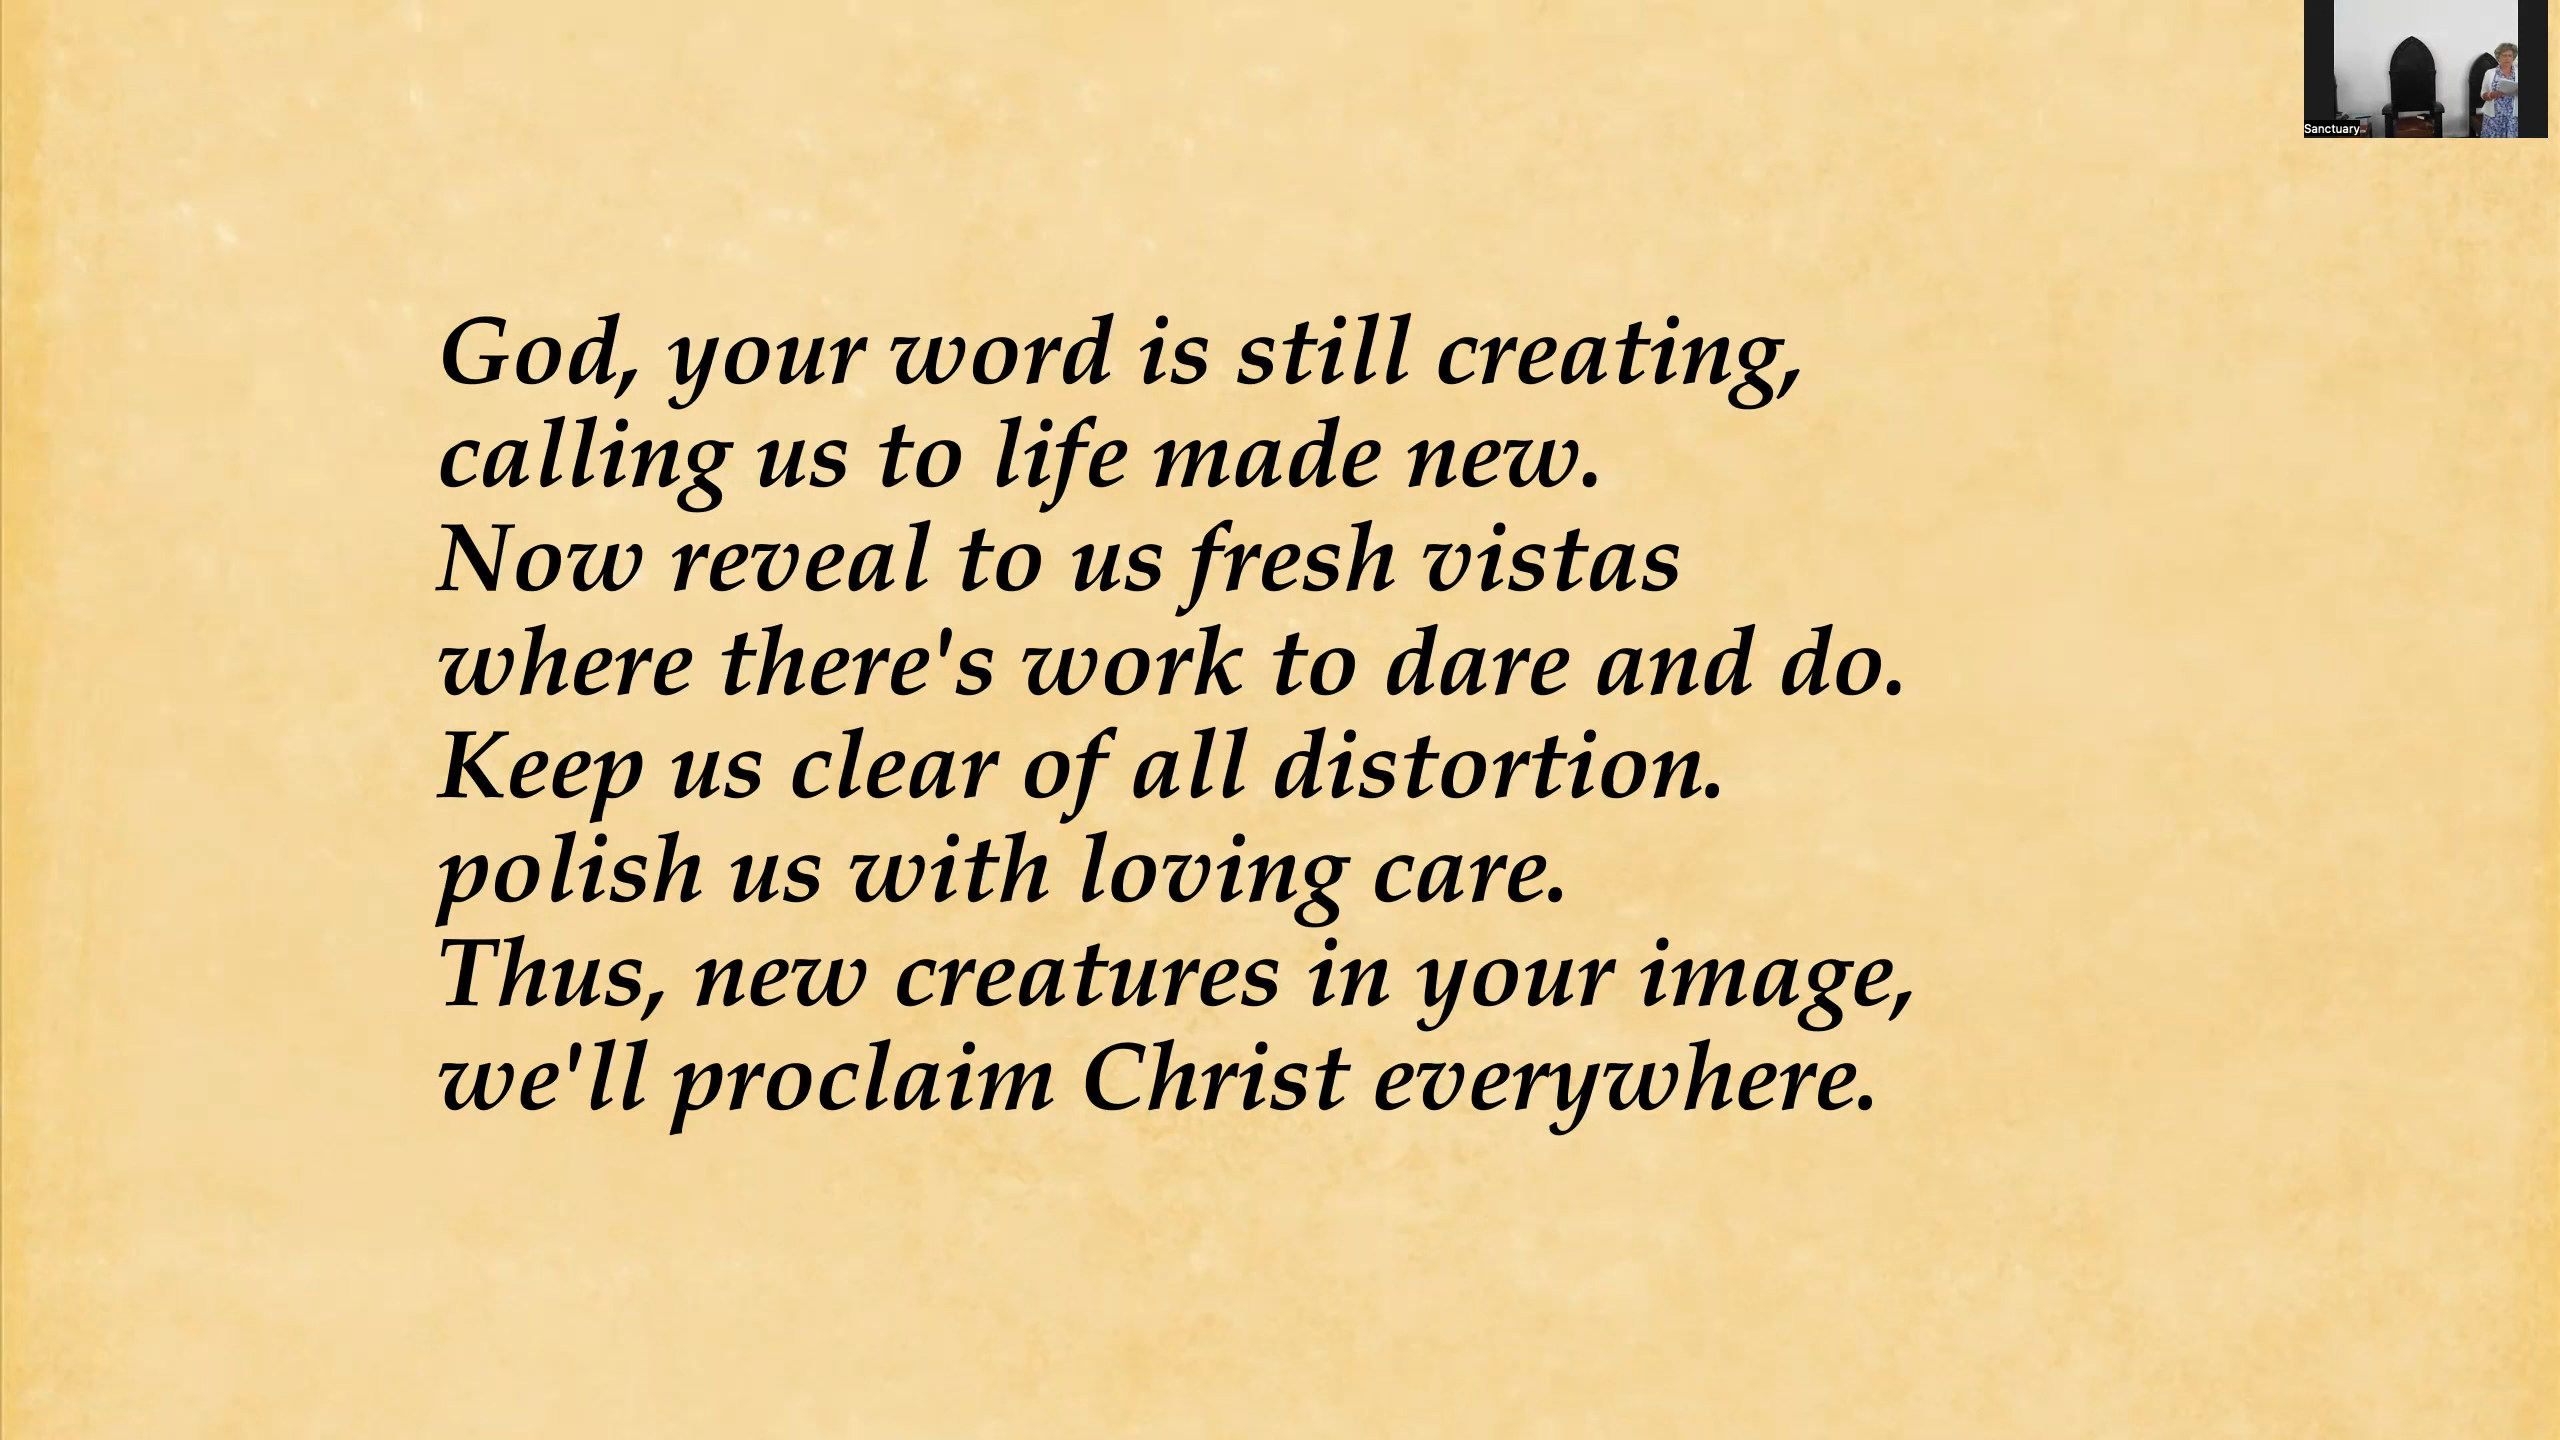 Sanctuary
God, your word is still creating,
calling us to life made new.
Now reveal to us fresh vistas
where there's work to dare and do.
Keep us clear of all distortion.
polish us with loving care.
Thus, new creatures in your image,
we'll proclaim Christ everywhere.